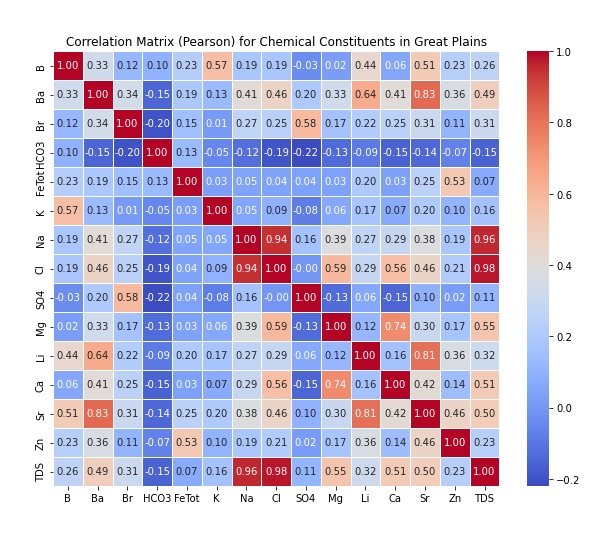 Correlation Matrix (Pearson) for Chemical Constituents in Great Plains
B 1.00 0.33 0.12 0.10 0.23 0.57 0.19 0.19 -0.03 0.02 0.44 0.06 0.51 0.23 0.26
Ba 0.33 1.00 0.34 -0.15 0.19 0.13 0.41 0.46 0.20 0.33 0.64 0.41 0.83 0.36 0.49
Br 0.12 0.34 1.00 -0.20 0.15 0.01 0.27 0.25 0.58 0.17 0.22 0.25 0.31 0.11 0.31
HCO3 0.10 -0.15 -0.20 1.00 0.13 -0.05 -0.12 -0.19 -0.22 -0.13 -0.09 -0.15 -0.14 -0.07 -0.15
FeTot 0.23 0.19 0.15 0.13 1.00 0.03 0.05 0.04 0.04 0.03 0.20 0.03 0.25 0.53 0.07
K 0.57 0.13 0.01 -0.05 0.03 1.00 0.05 0.09 -0.08 0.06 0.17 0.07 0.20 0.10 0.16
Na 0.19 0.41 0.27 -0.12 0.05 0.05 1.00 0.94 0.16 0.39 0.27 0.29 0.38 0.19 0.96
Cl 0.19 0.46 0.25 -0.19 0.04 0.09 0.94 1.00 -0.00 0.59 0.29 0.56 0.46 0.21 0.98
SO4 -0.03 0.20 0.58 -0.22 0.04 -0.08 0.16 -0.00 1.00 -0.13 0.06 -0.15 0.10 0.02 0.11
Mg 0.02 0.33 0.17 -0.13 0.03 0.06 0.39 0.59 -0.13 1.00 0.12 0.74 0.30 0.17 0.55
Li 0.44 0.64 0.22 -0.09 0.20 0.17 0.27 0.29 0.06 0.12 1.00 0.16 0.81 0.36 0.32
Ca 0.06 0.41 0.25 -0.15 0.03 0.07 0.29 0.56 -0.15 0.74 0.16 1.00 0.42 0.14 0.51
Sr 0.51 0.83 0.31 -0.14 0.25 0.20 0.38 0.46 0.10 0.30 0.81 0.42 1.00 0.46 0.50
Zn 0.23 0.36 0.11 -0.07 0.53 0.10 0.19 0.21 0.02 0.17 0.36 0.14 0.46 1.00 0.23
TDS 0.26 0.49 0.31 -0.15 0.07 0.16 0.96 0.98 0.11 0.55 0.32 0.51 0.50 0.23 1.00
B Ba Br HCO3 FeTot K Na Cl SO4 Mg Li Ca Sr Zn TDS
1.0
0.8
0.6
0.4
0.2
0.0
−0.2